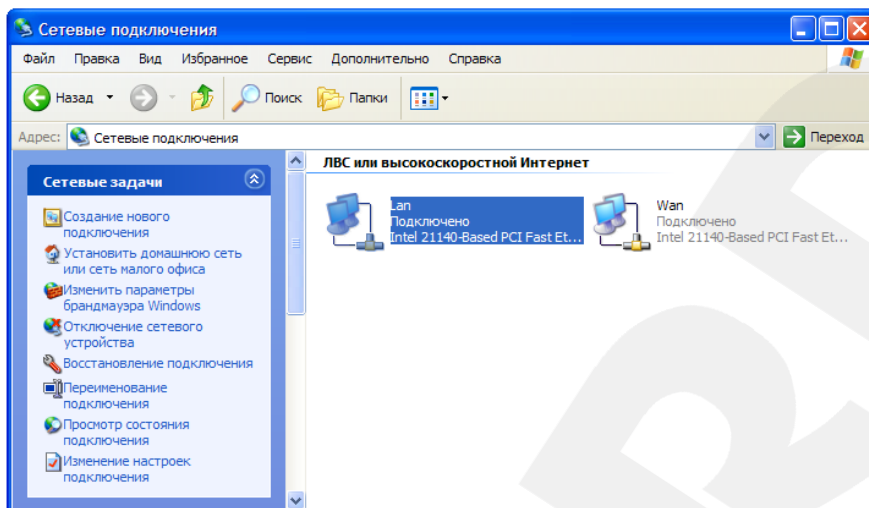 Сетевые подключения
Файл Правка Вид Избранное Сервис Дополнительно Справка
Назад Поиск Папки
Адрес: Сетевые подключения Переход
Сетевые задачи
Создание нового
подключения
Установить домашнюю сеть
или сеть малого офиса
Изменить параметры
брандмауэра Windows
Отключение сетевого
устройства
Восстановление подключения
Переименование
подключения
Просмотр состояния
подключения
Изменение настроек
подключения
ЛВС или высокоскоростной Интернет
Lan
Подключено
Intel 21140-Based PCI Fast Et...
Wan
Подключено
Intel 21140-Based PCI Fast Et...